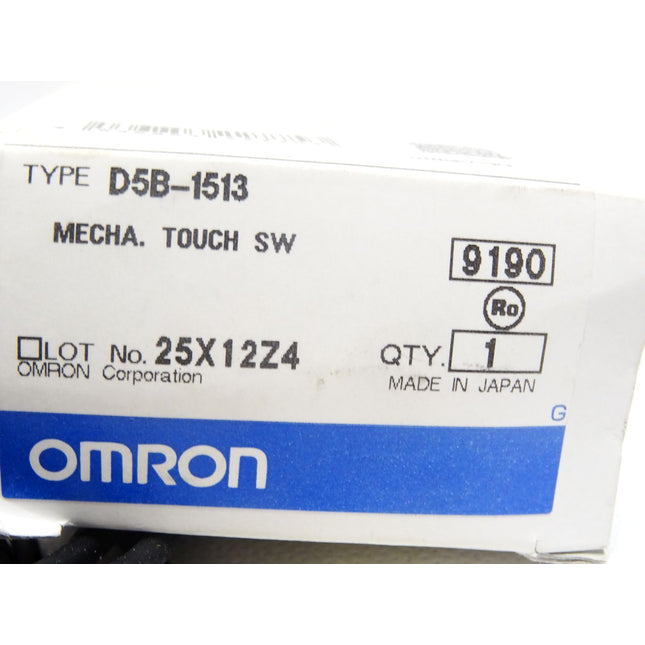 TYPE D5B-1513
MECHA. TOUCH SW
9190
Ro
□LOT No. 25X12Z4
QTY. 1
OMRON Corporation
MADE IN JAPAN
G
OMRON